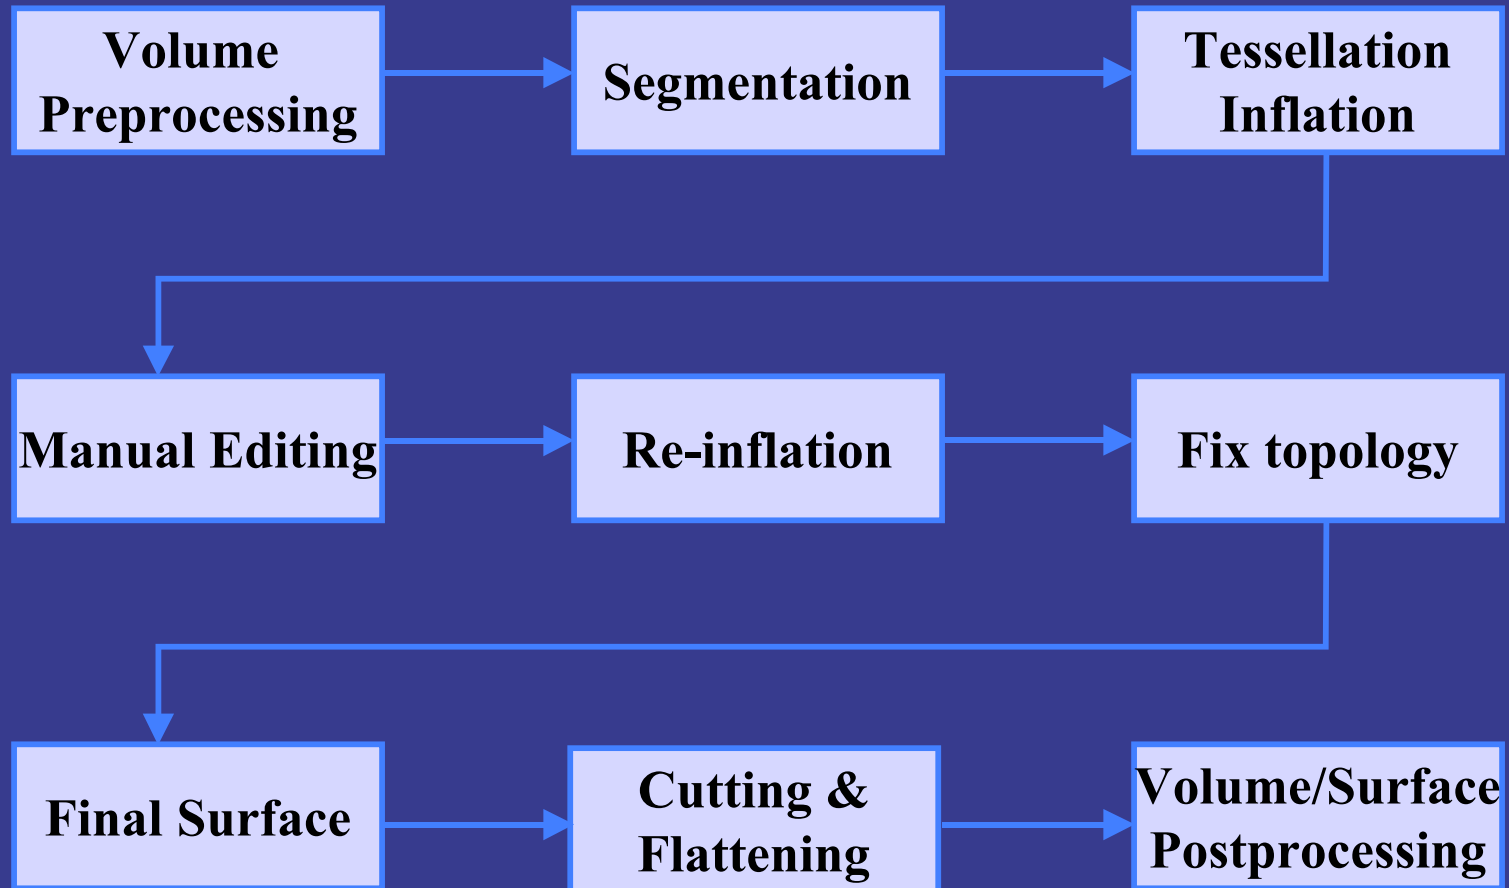 Volume
Preprocessing
Segmentation
Tessellation
Inflation
Manual Editing
Re-inflation
Fix topology
Final Surface
Cutting &
Flattening
Volume/Surface
Postprocessing